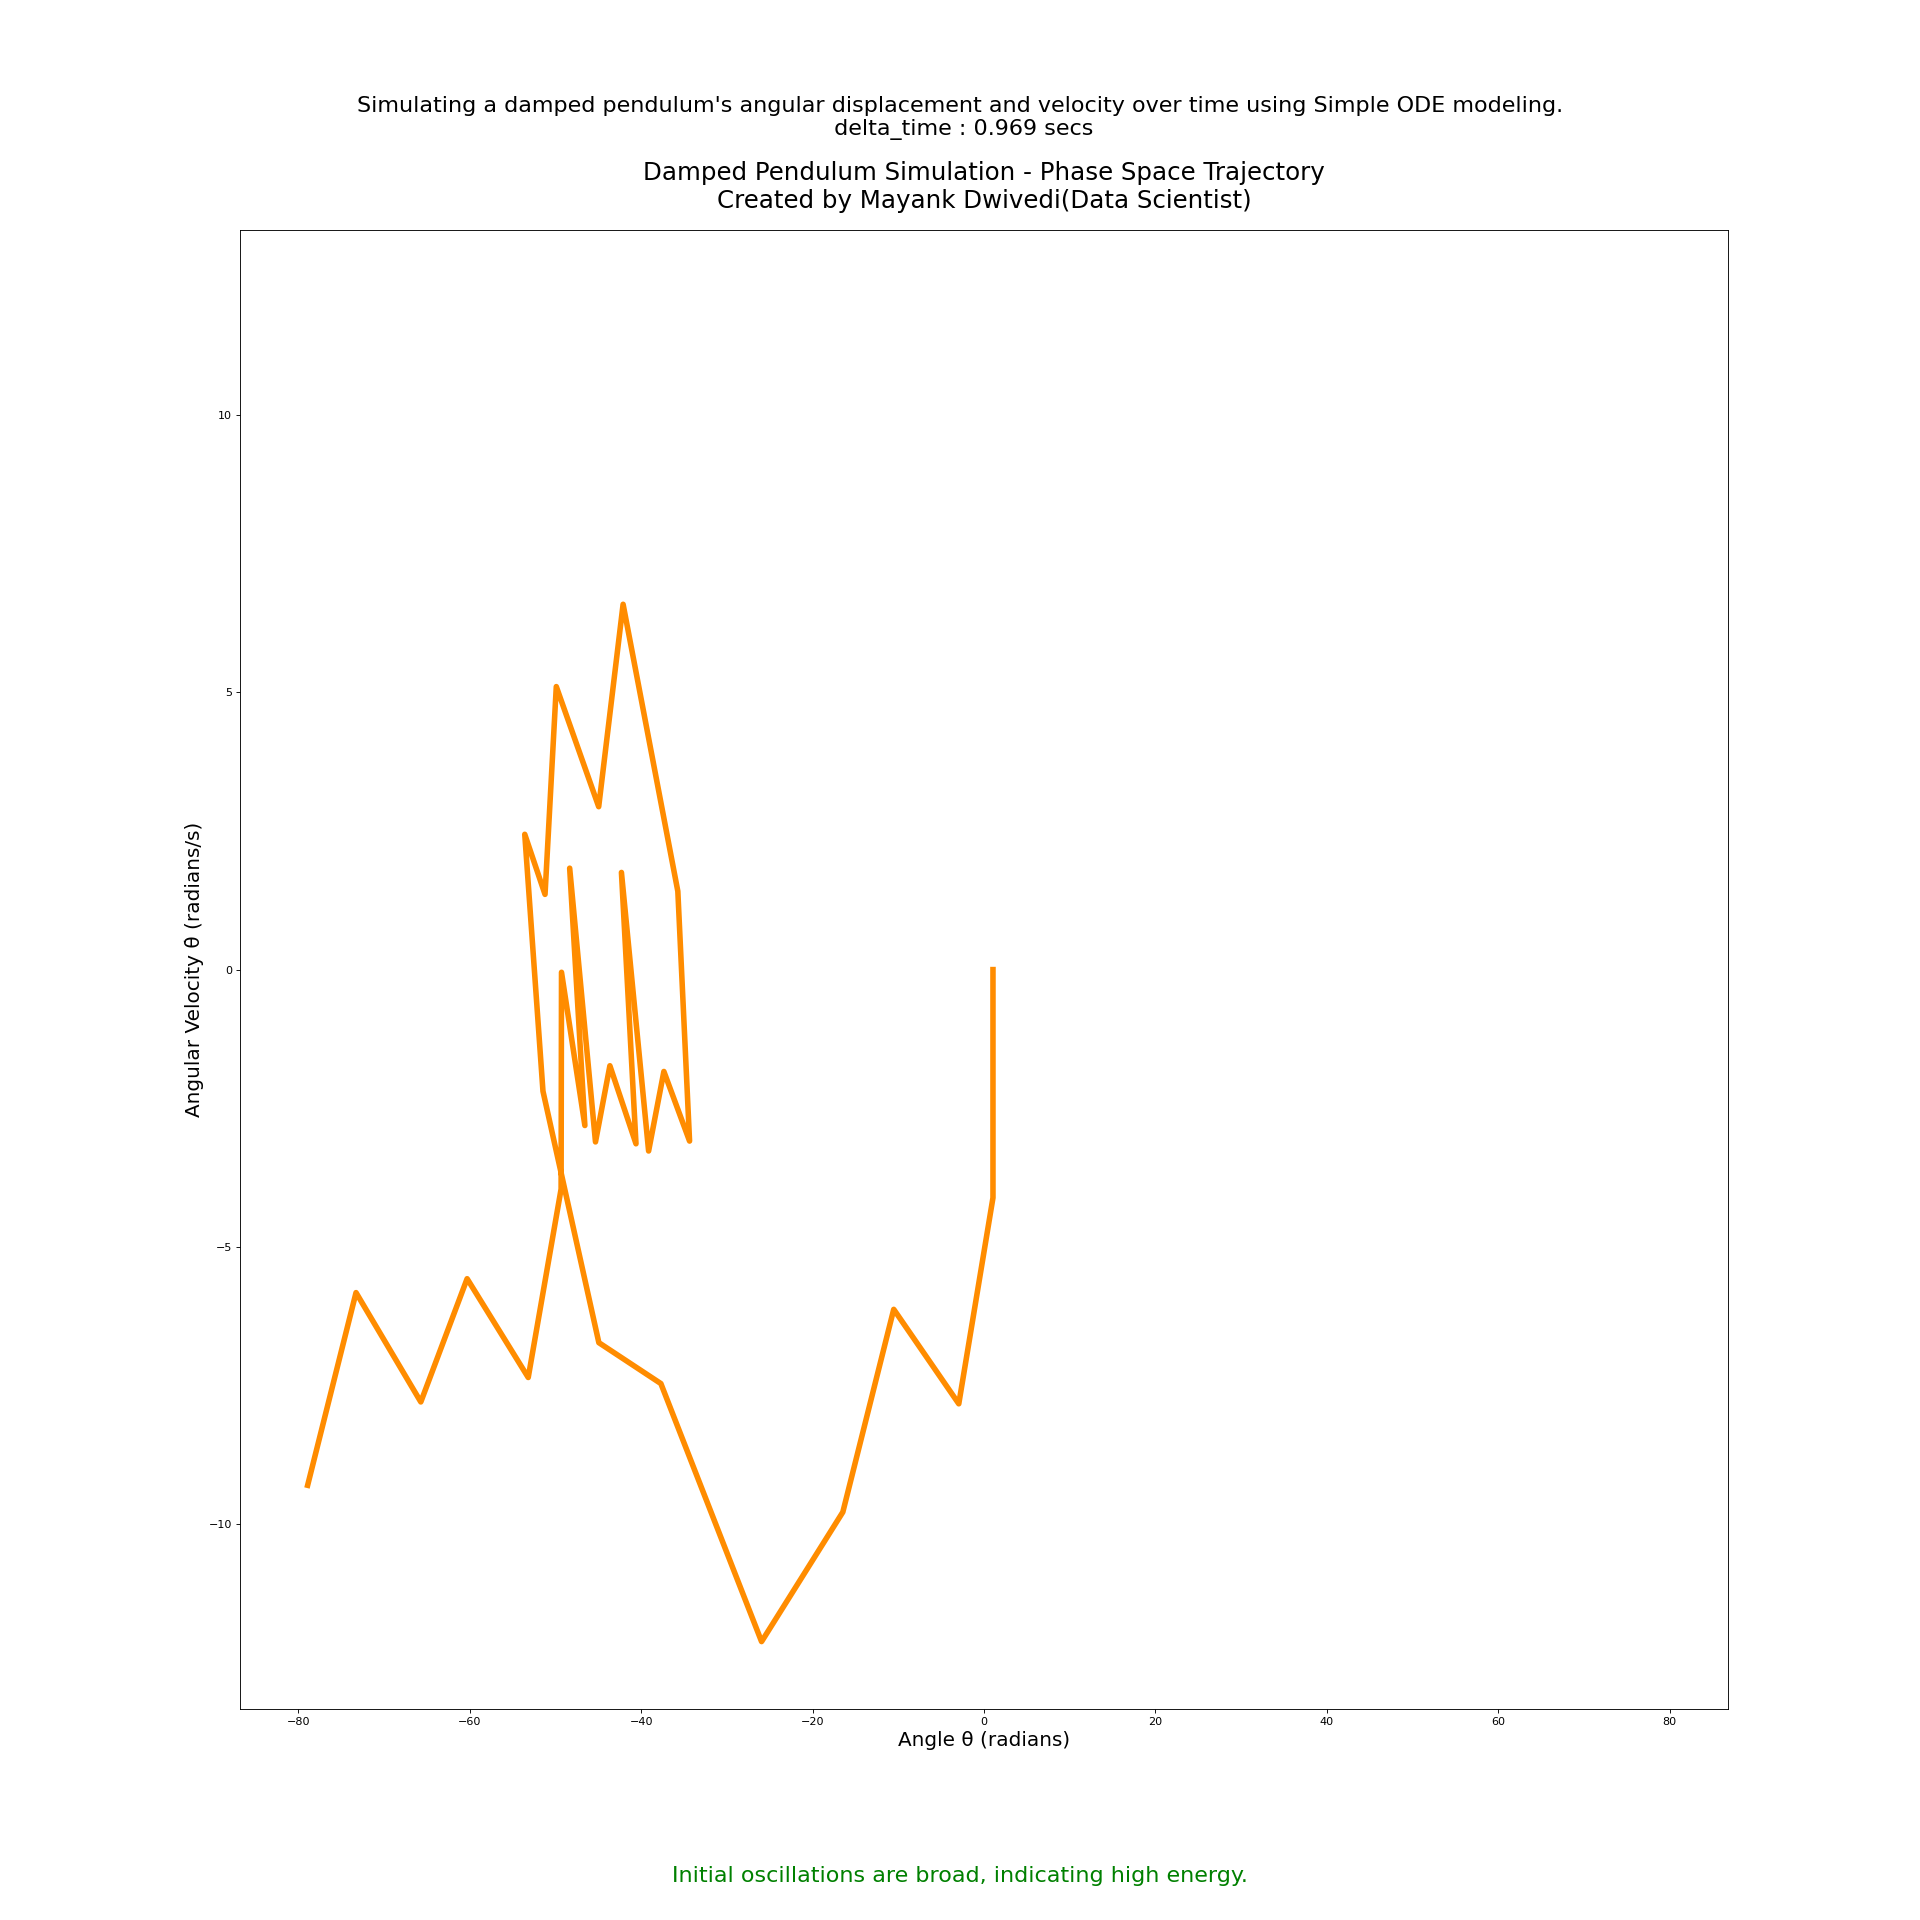 Simulating a damped pendulum's angular displacement and velocity over time using Simple ODE modeling.
delta_time : 0.969 secs
Damped Pendulum Simulation - Phase Space Trajectory
Created by Mayank Dwivedi(Data Scientist)
10
5
0
−5
−10
Angular Velocity θ (radians/s)
−80
−60
−40
−20
0
20
40
60
80
Angle θ (radians)
Initial oscillations are broad, indicating high energy.